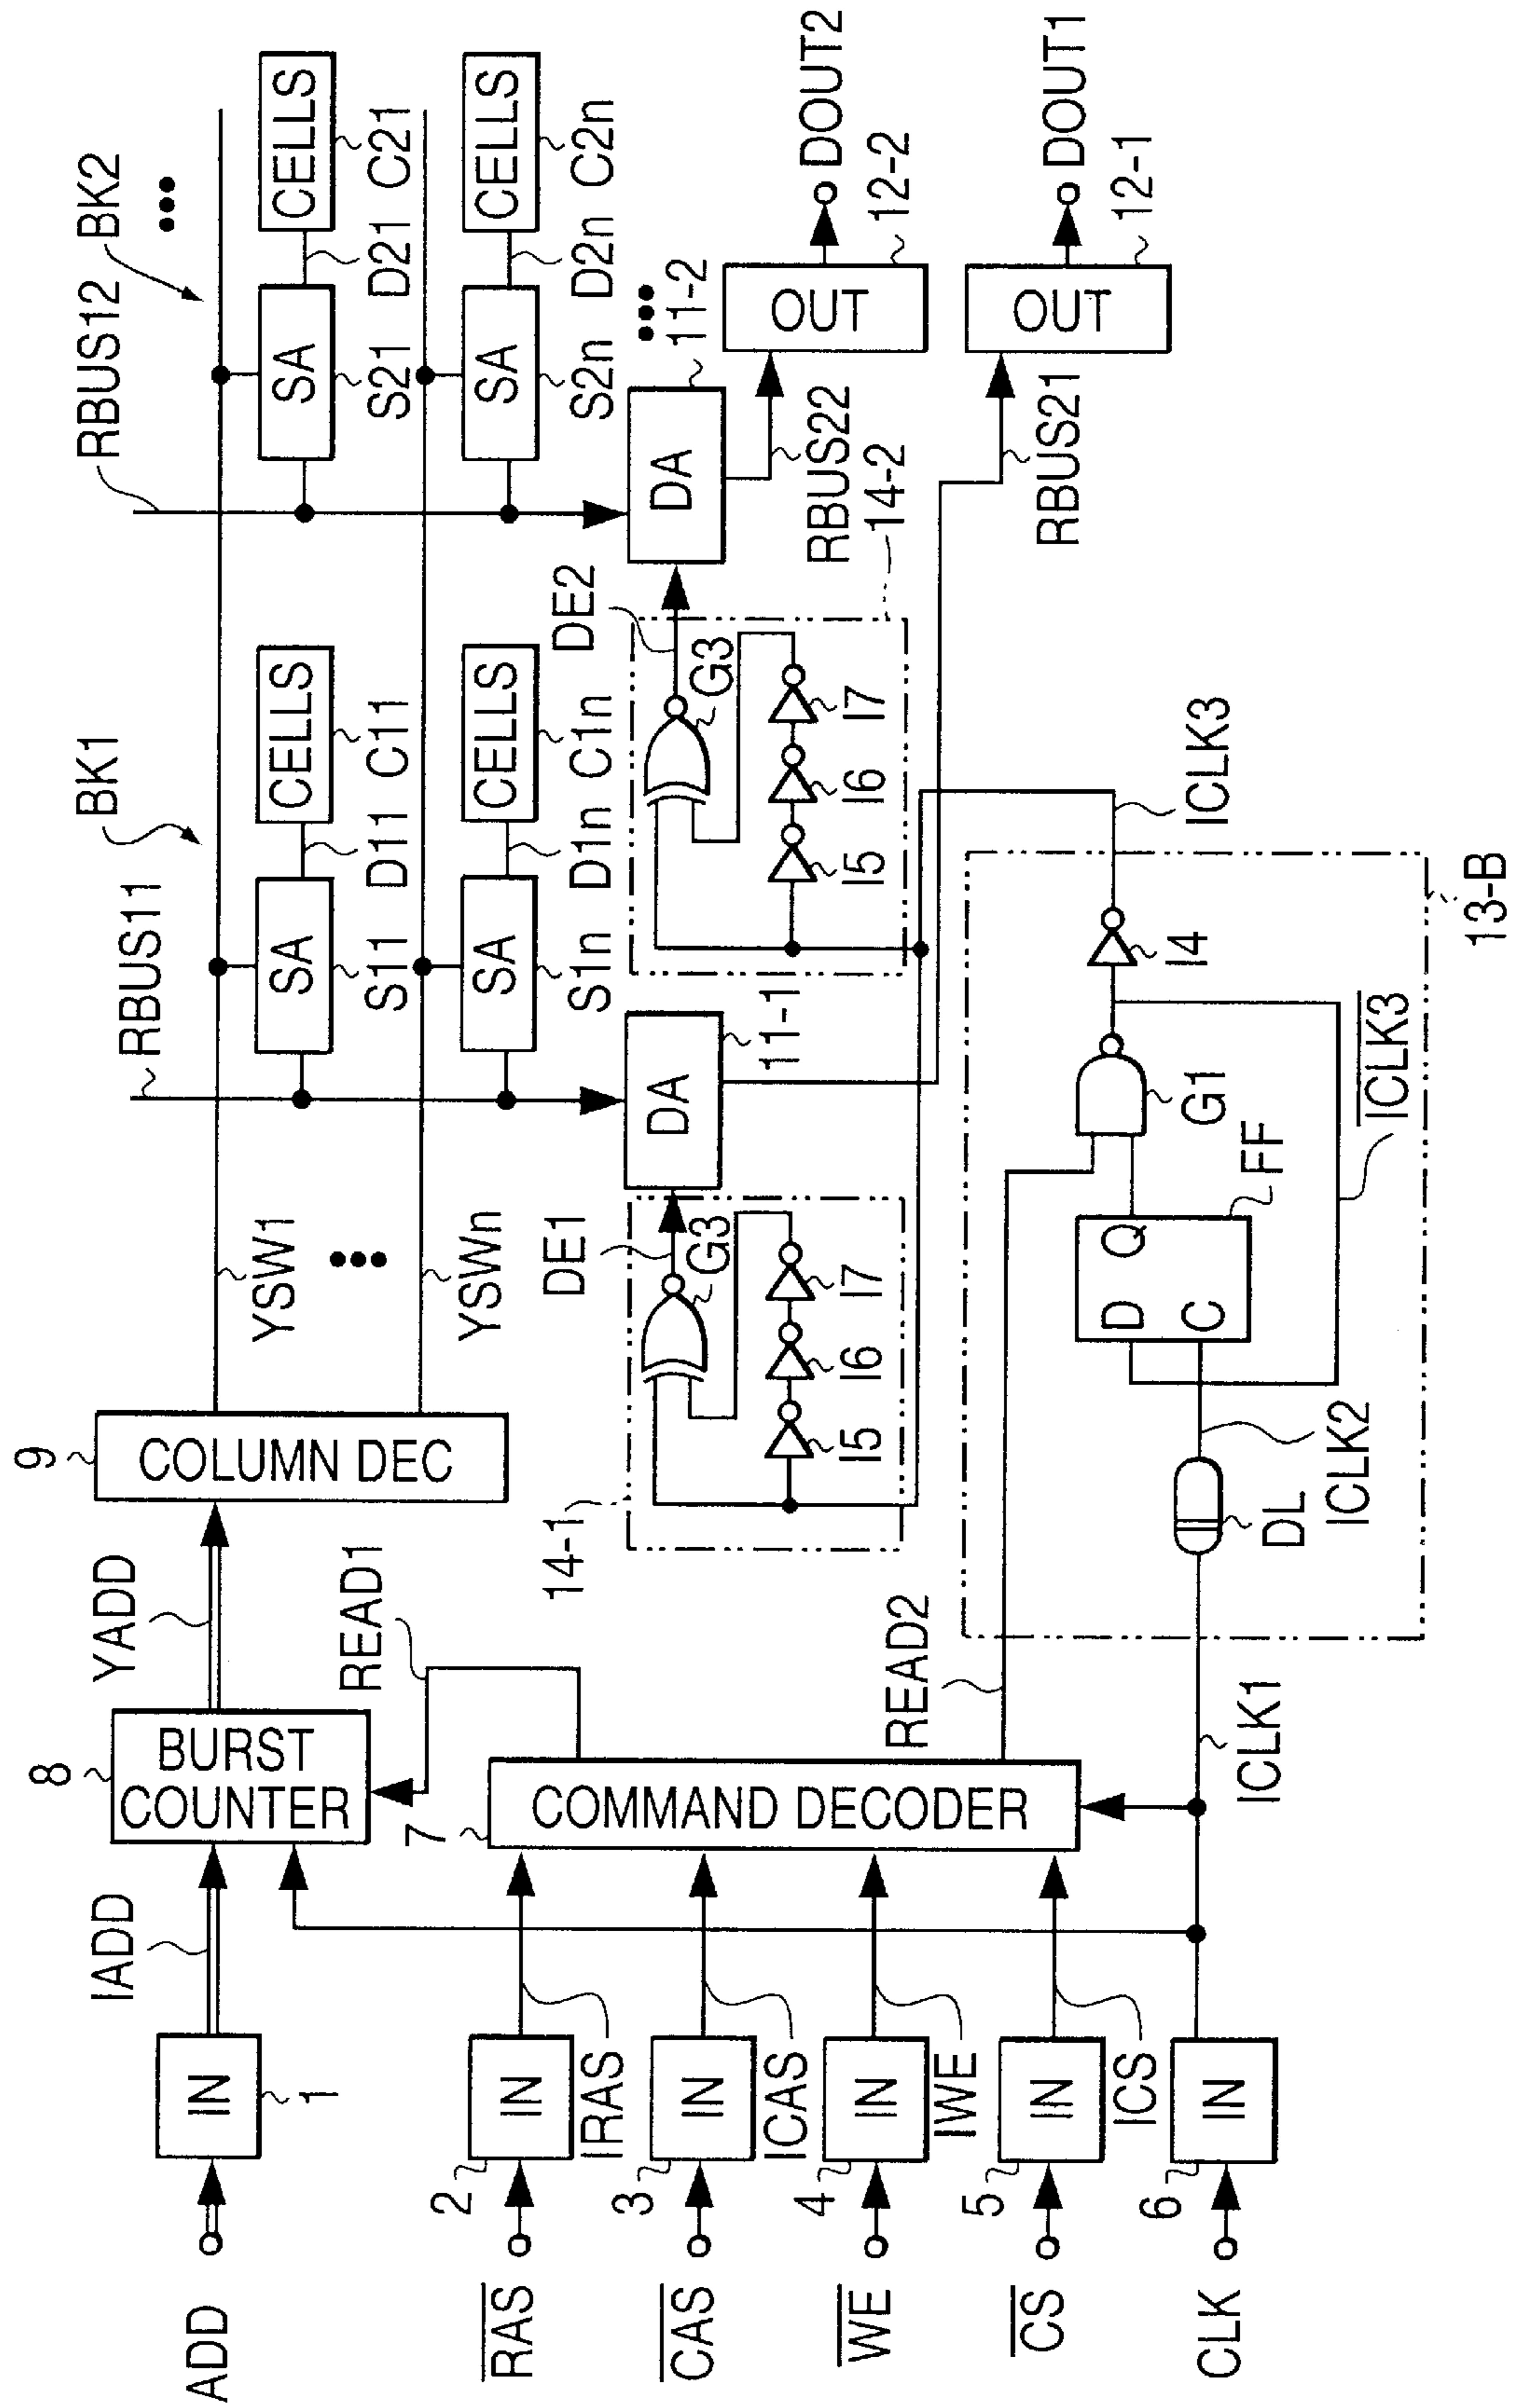 ADD
IN
1
IADD
8
BURST
COUNTER
YADD
9
COLUMN DEC
YSW1
•••
YSWn
RBUS11
BK1
RBUS12
BK2
•••
SA
S11
D11
CELLS
C11
SA
S21
D21
CELLS
C21
SA
S1n
D1n
CELLS
C1n
SA
S2n
D2n
CELLS
C2n
•••
RAS
2
IN
IRAS
CAS
3
IN
ICAS
WE
4
IN
IWE
CS
5
IN
ICS
CLK
6
IN
7
COMMAND DECODER
READ1
READ2
ICLK1
14-1
I5
I6
I7
G3
DE1
DA
11-1
I5
I6
I7
G3
DE2
DA
11-2
RBUS22
14-2
OUT
12-2
DOUT2
RBUS21
OUT
12-1
DOUT1
DL
ICLK2
D
C
Q
FF
G1
ICLK3
I4
ICLK3
13-B